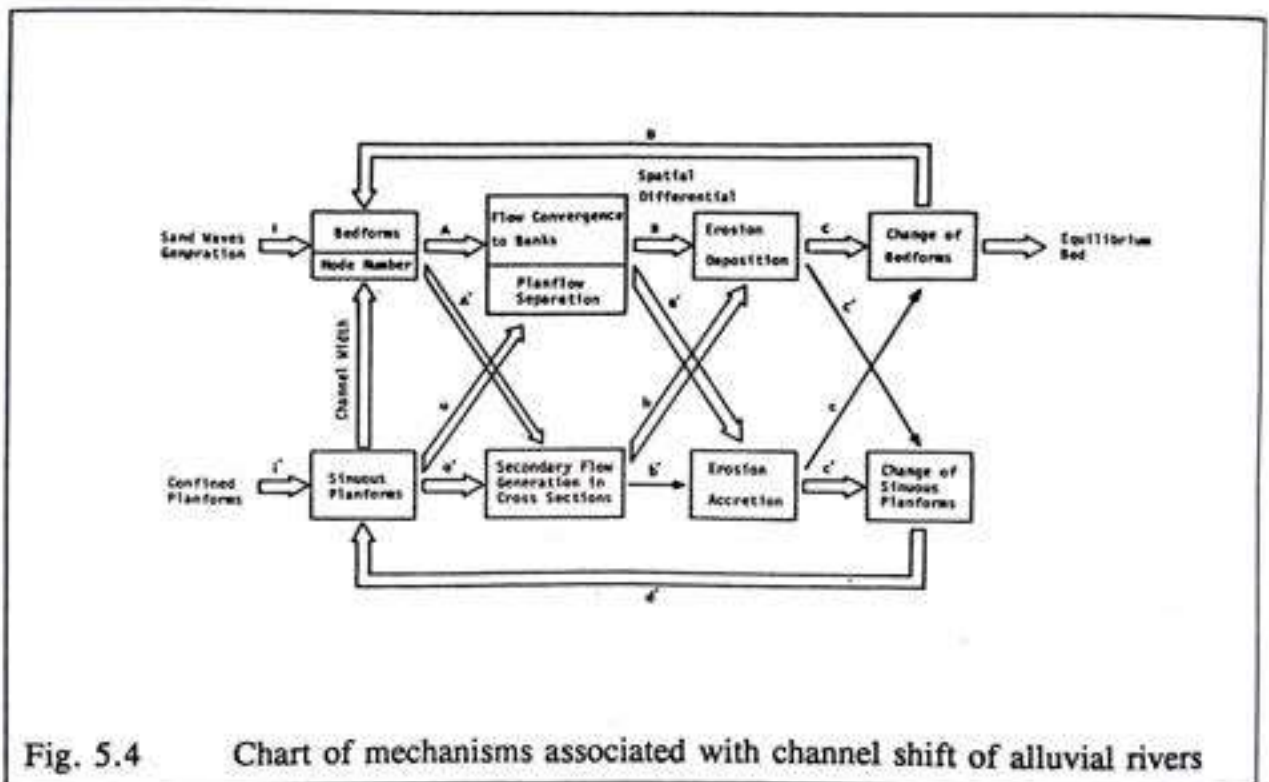 Spatial
Differential
Sand Waves
Generation
Bedforms
Node Number
A
Flow Convergence
to Banks
Planflow
Separation
B
Erosion
Deposition
C
Change of
Bedforms
Equilibrium
Bed
A'
Channel Width
b
c
Confined
Planforms
i'
Sinuous
Planforms
a'
Secondary Flow
Generation in
Cross Sections
b'
Erosion
Accretion
c'
Change of
Sinuous
Planforms
d'
Fig. 5.4 Chart of mechanisms associated with channel shift of alluvial rivers